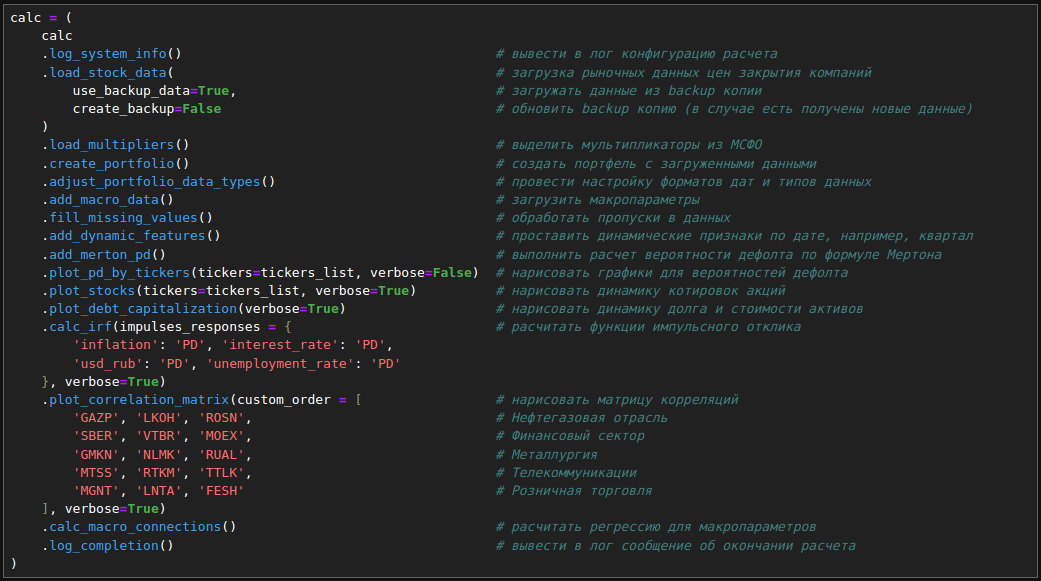 calc = (
    calc
    .log_system_info()                                        # вывести в лог конфигурацию расчета
    .load_stock_data(                                         # загрузка рыночных данных цен закрытия компаний
        use_backup_data=True,                                 # загружать данные из backup копии
        create_backup=False                                   # обновить backup копию (в случае есть получены новые данные)
    )
    .load_multipliers()                                       # выделить мультипликаторы из МСФО
    .create_portfolio()                                       # создать портфель с загруженными данными
    .adjust_portfolio_data_types()                            # провести настройку форматов дат и типов данных
    .add_macro_data()                                         # загрузить макропараметры
    .fill_missing_values()                                    # обработать пропуски в данных
    .add_dynamic_features()                                   # проставить динамические признаки по дате, например, квартал
    .add_merton_pd()                                          # выполнить расчет вероятности дефолта по формуле Мертона
    .plot_pd_by_tickers(tickers=tickers_list, verbose=False)  # нарисовать графики для вероятностей дефолта
    .plot_stocks(tickers=tickers_list, verbose=True)          # нарисовать динамику котировок акций
    .plot_debt_capitalization(verbose=True)                   # нарисовать динамику долга и стоимости активов
    .calc_irf(impulses_responses = {                          # расчитать функции импульсного отклика
        'inflation': 'PD', 'interest_rate': 'PD',
        'usd_rub': 'PD', 'unemployment_rate': 'PD'
    }, verbose=True)
    .plot_correlation_matrix(custom_order = [                 # нарисовать матрицу корреляций
        'GAZP', 'LKOH', 'ROSN',                               # Нефтегазовая отрасль
        'SBER', 'VTBR', 'MOEX',                               # Финансовый сектор
        'GMKN', 'NLMK', 'RUAL',                               # Металлургия
        'MTSS', 'RTKM', 'TTLK',                               # Телекоммуникации
        'MGNT', 'LNTA', 'FESH'                                # Розничная торговля
    ], verbose=True)
    .calc_macro_connections()                                 # расчитать регрессию для макропараметров
    .log_completion()                                         # вывести в лог сообщение об окончании расчета
)